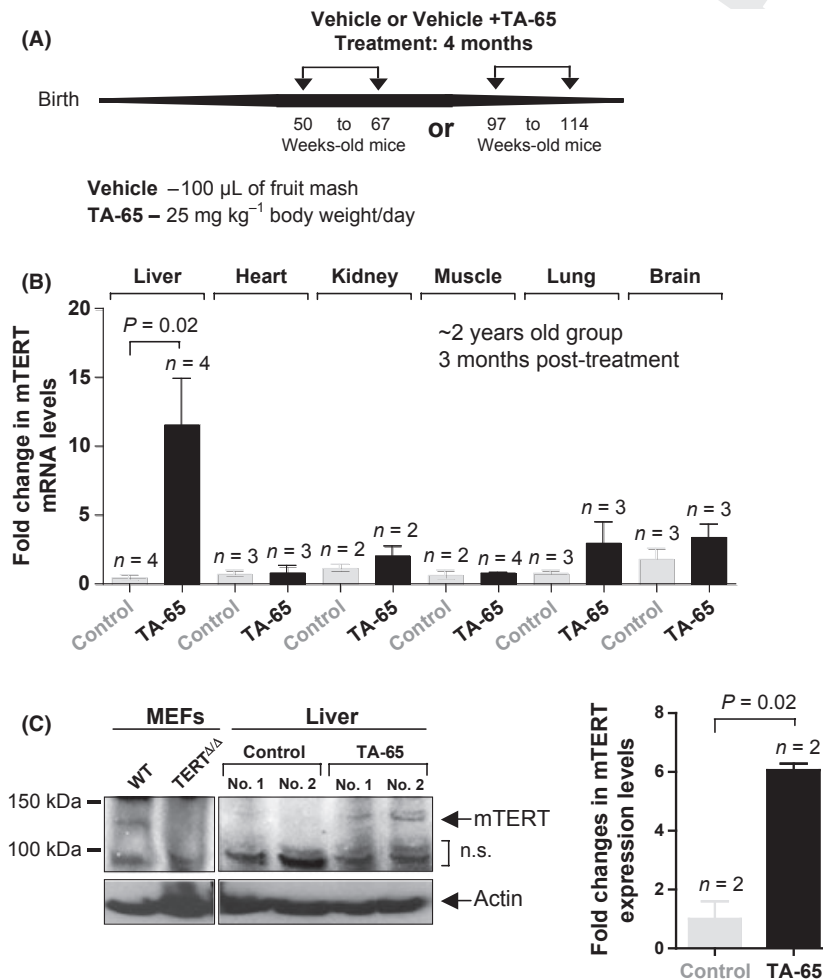 (A)
Vehicle or Vehicle +TA-65
Treatment: 4 months
Birth
50 to 67
Weeks-old mice
or
97 to 114
Weeks-old mice
Vehicle –100 µL of fruit mash
TA-65 – 25 mg kg⁻¹ body weight/day
(B)
Liver Heart Kidney Muscle Lung Brain
Fold change in mTERT
mRNA levels
20
15
10
5
0
P = 0.02
~2 years old group
3 months post-treatment
n = 4 n = 4 n = 3 n = 3 n = 2 n = 2 n = 2 n = 4 n = 3 n = 3 n = 3 n = 3
Control TA-65 Control TA-65 Control TA-65 Control TA-65 Control TA-65 Control TA-65
(C)
MEFs Liver
WT TERTΔ/Δ
Control TA-65
No. 1 No. 2 No. 1 No. 2
150 kDa
mTERT
100 kDa
n.s.
Actin
Fold changes in mTERT
expression levels
8
6
4
2
0
P = 0.02
n = 2
n = 2
Control TA-65